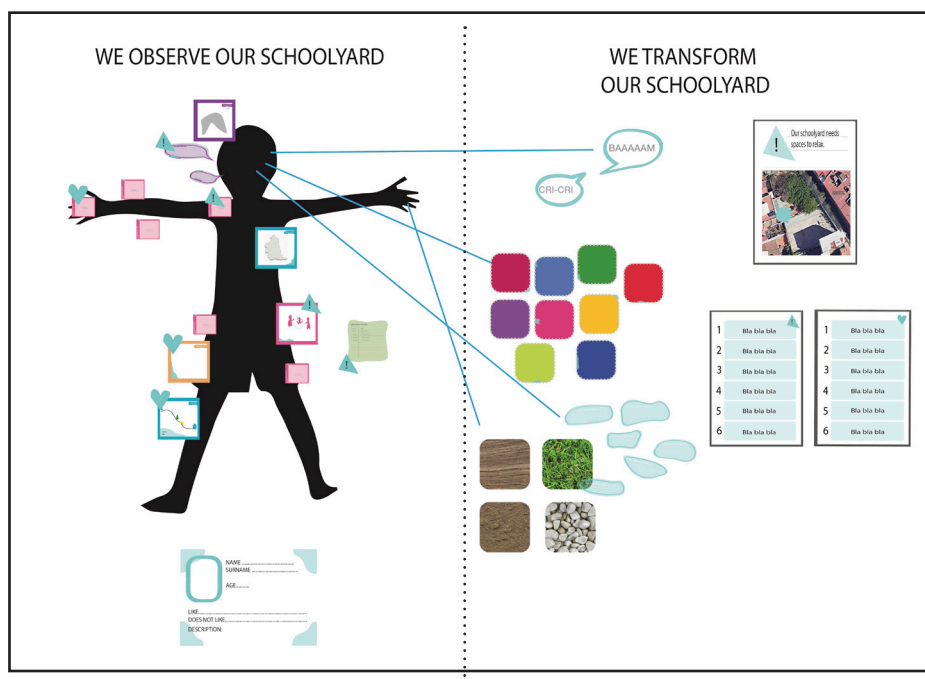 WE OBSERVE OUR SCHOOLYARD
WE TRANSFORM
OUR SCHOOLYARD
BAAAAAM
CRI-CRI
!
!
!
!
! Our schoolyard needs
spaces to relax.
1 Bla bla bla
2 Bla bla bla
3 Bla bla bla
4 Bla bla bla
5 Bla bla bla
6 Bla bla bla
!
1 Bla bla bla
2 Bla bla bla
3 Bla bla bla
4 Bla bla bla
5 Bla bla bla
6 Bla bla bla
NAME
SURNAME
AGE
LIKE
DOES NOT LIKE
DESCRIPTION: